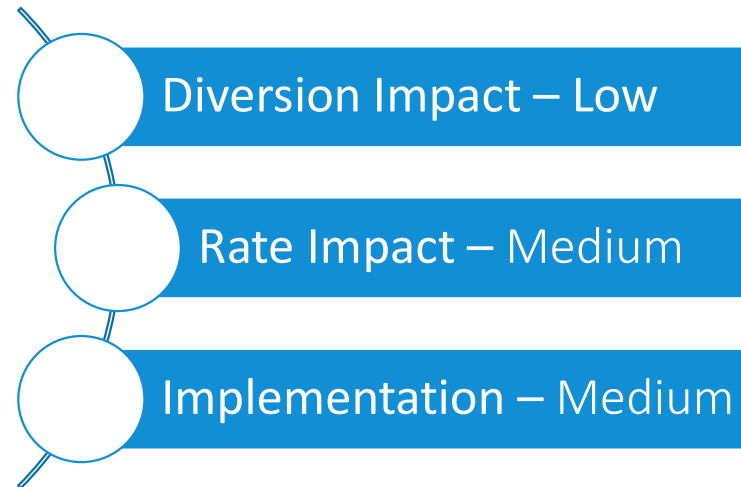 Diversion Impact – Low
Rate Impact – Medium
Implementation – Medium